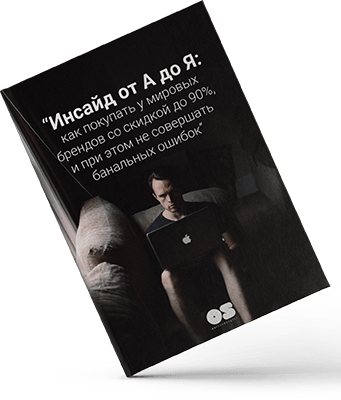 “Инсайд от А до Я:
как покупать у мировых
брендов со скидкой до 90%,
и при этом не совершать
банальных ошибок”
OS